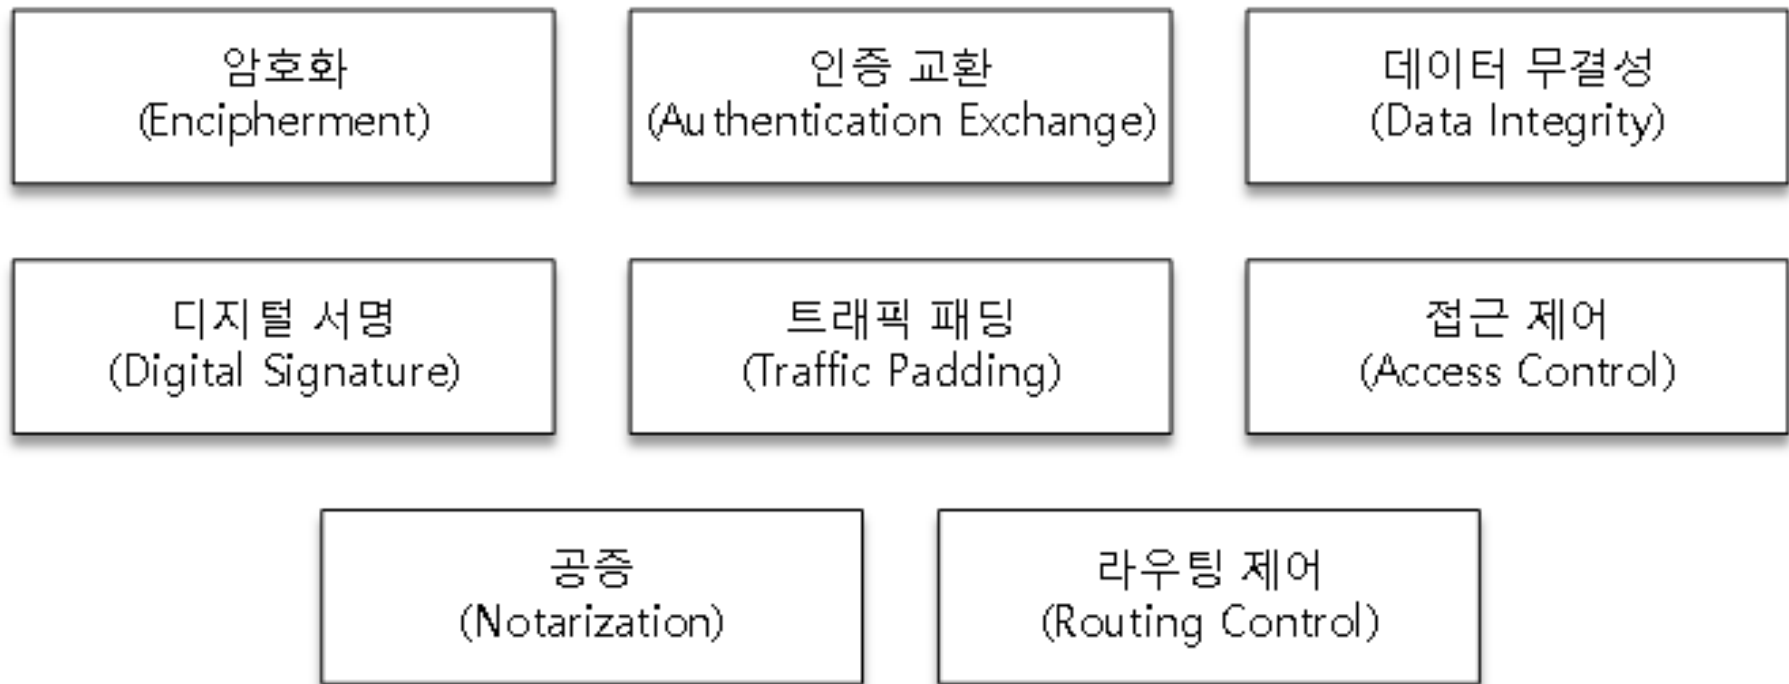 암호화
(Encipherment)
인증 교환
(Authentication Exchange)
데이터 무결성
(Data Integrity)
디지털 서명
(Digital Signature)
트래픽 패딩
(Traffic Padding)
접근 제어
(Access Control)
공증
(Notarization)
라우팅 제어
(Routing Control)